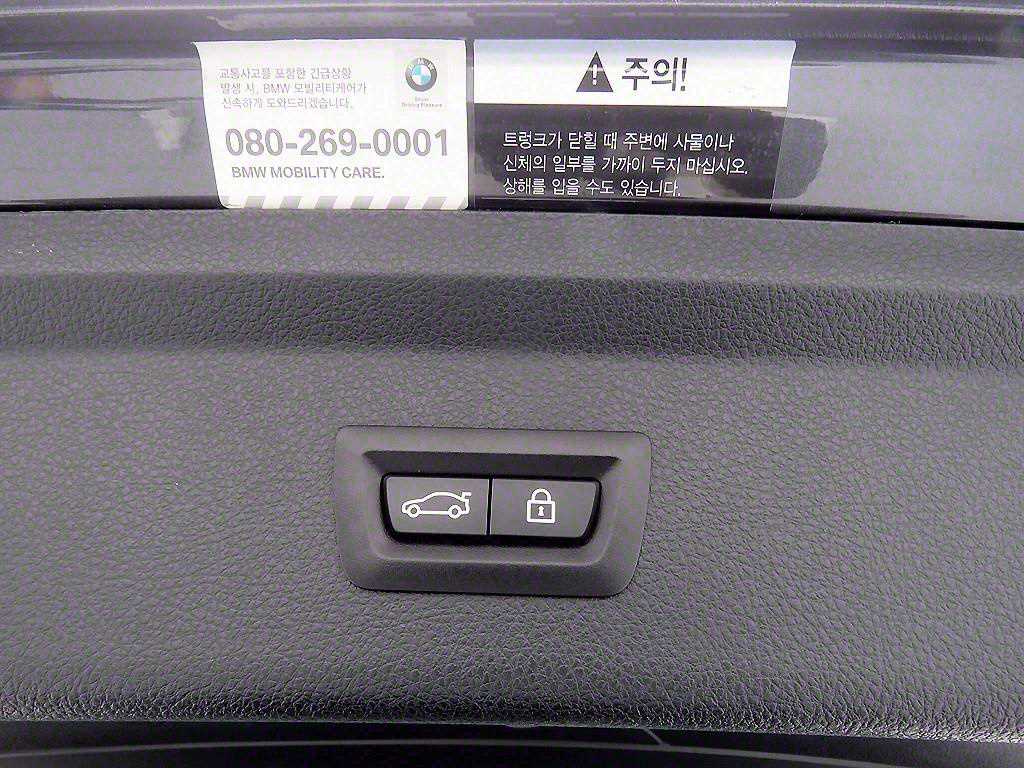 교통사고를 포함한 긴급상황
발생 시, BMW 모빌리티케어가
신속하게 도와드리겠습니다.
Sheer
Driving Pleasure
080-269-0001
BMW MOBILITY CARE.
주의!
트렁크가 닫힐 때 주변에 사물이나
신체의 일부를 가까이 두지 마십시오.
상해를 입을 수도 있습니다.